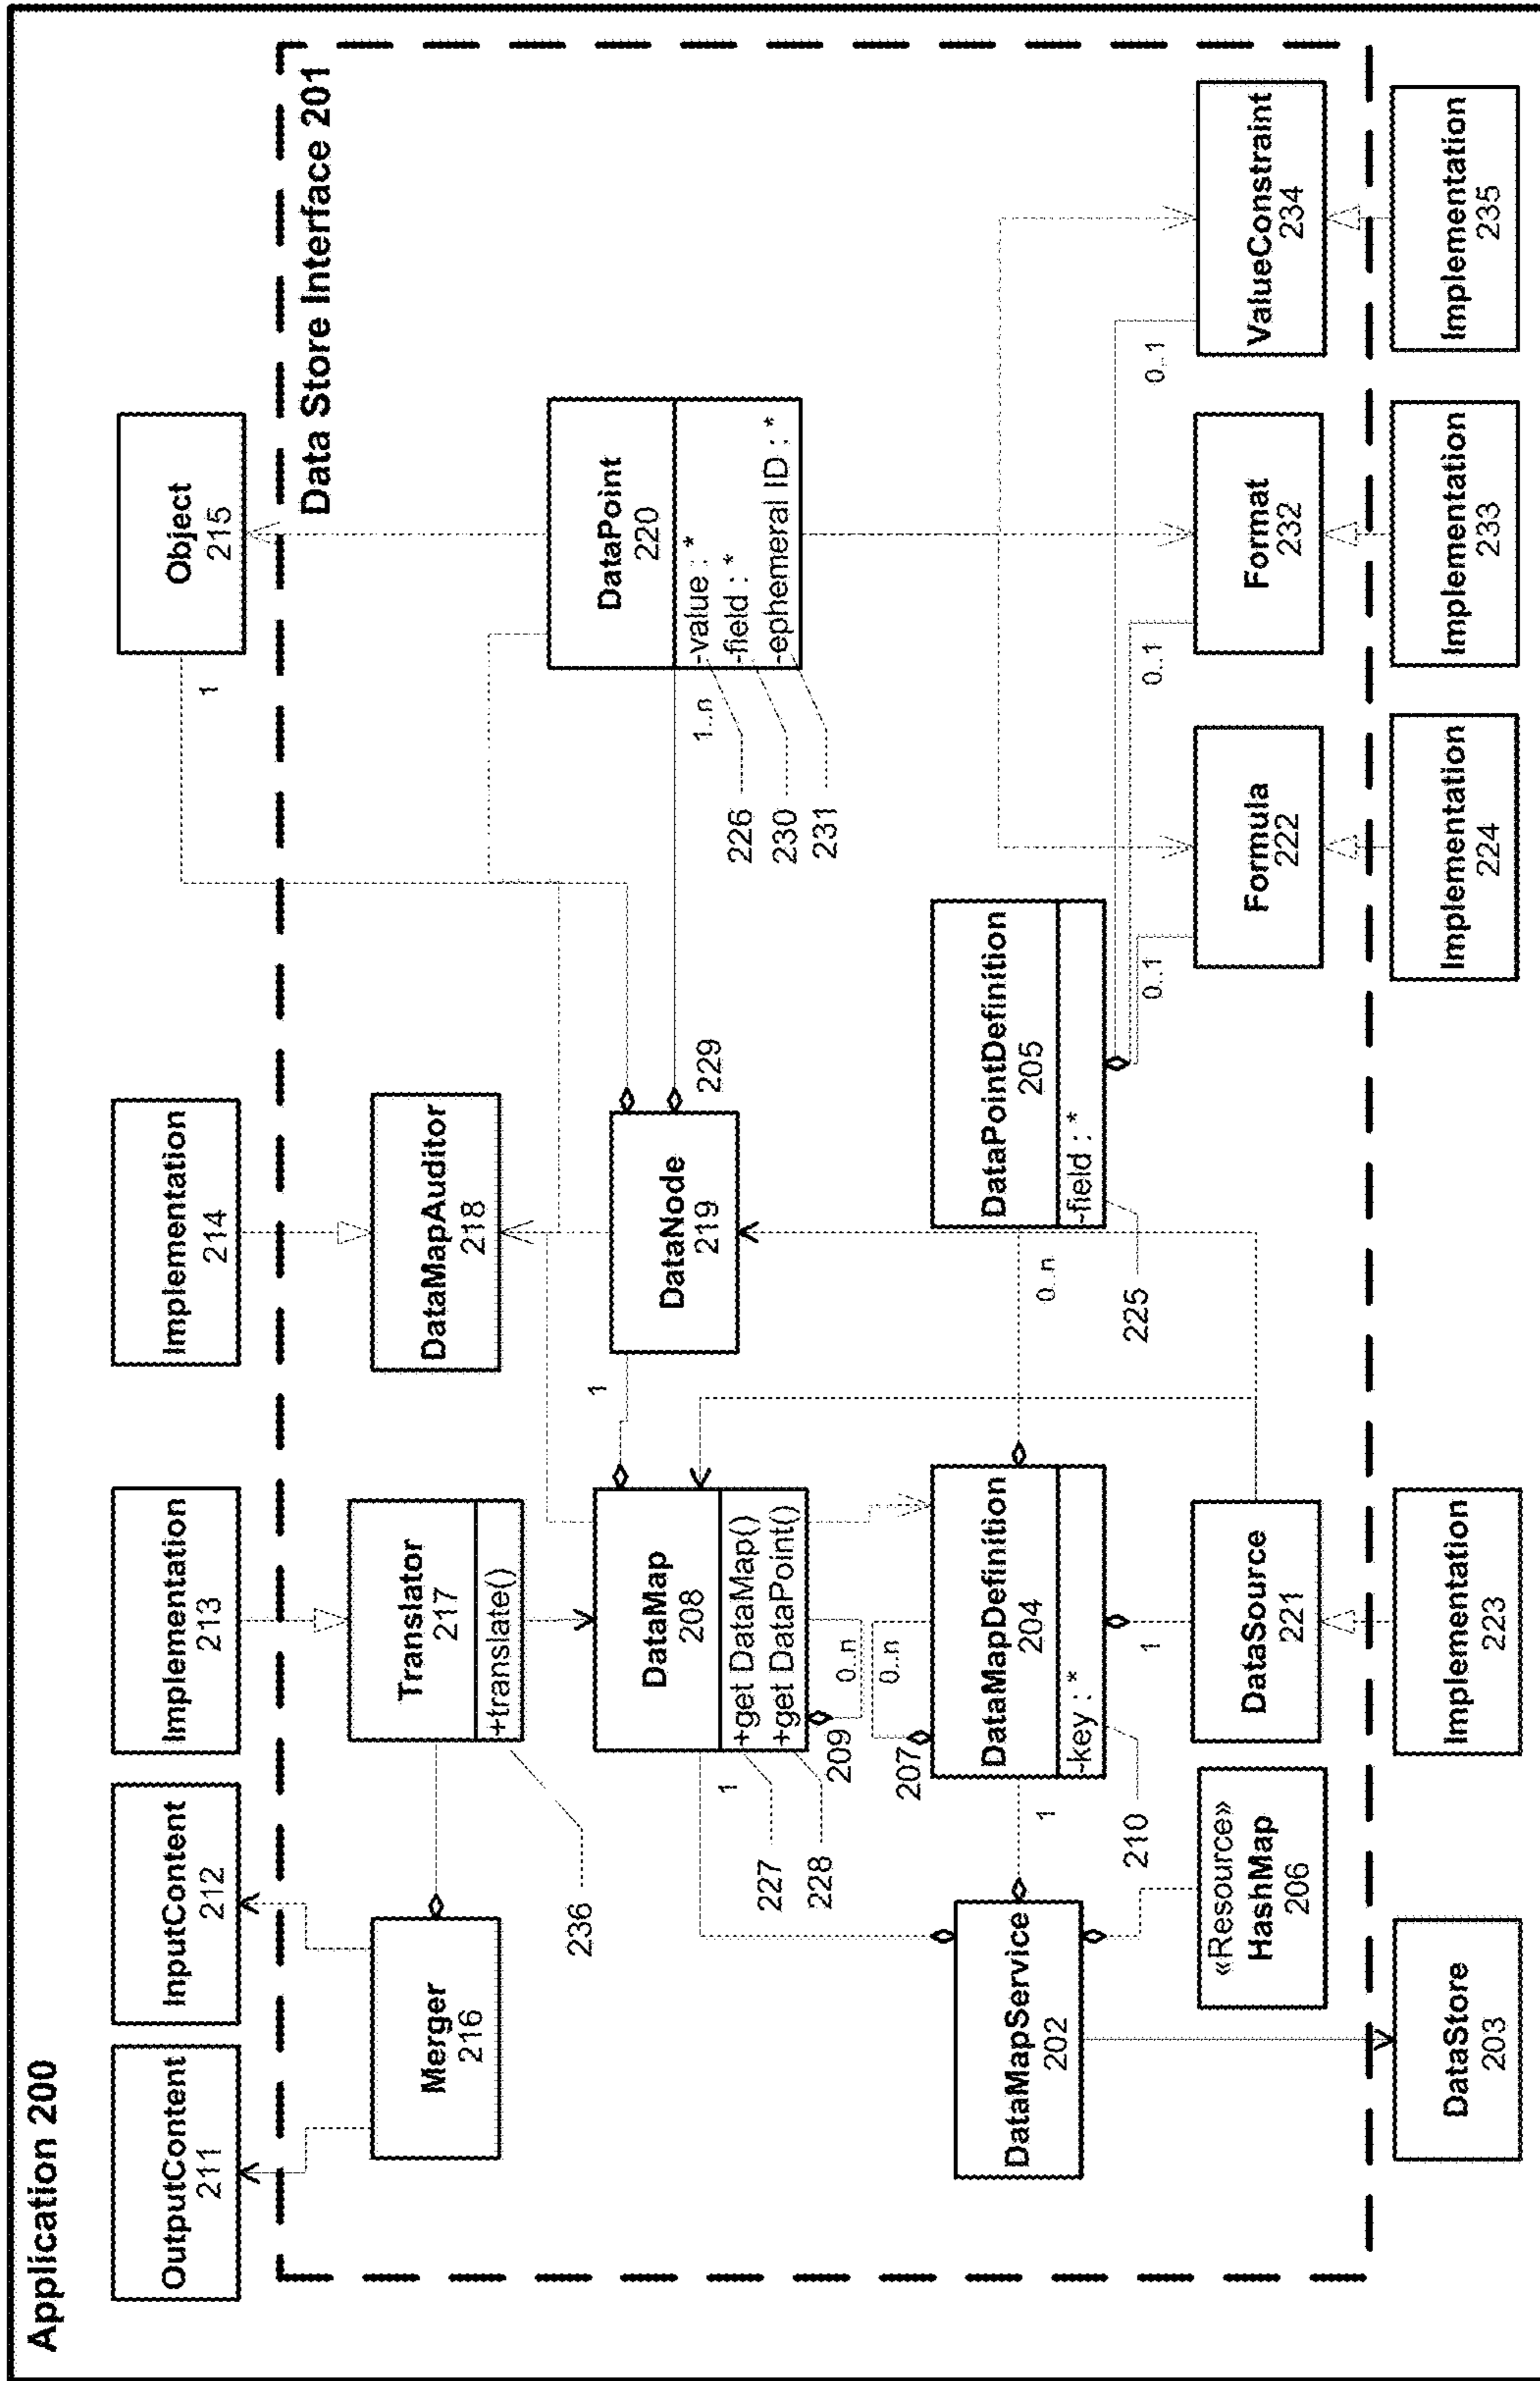 Application 200
OutputContent
211
InputContent
212
Implementation
213
Implementation
214
Object
215
Data Store Interface 201
Merger
216
Translator
217
+translate()
236
DataMapAuditor
218
1
DataMap
208
+get DataMap()
+get DataPoint()
227
228
209
0..n
1
1
DataNode
219
229
DataPoint
220
-value : *
-field : *
-ephemeral ID : *
1..n
226
230
231
DataMapService
202
1
DataMapDefinition
204
-key : *
207
0..n
210
1
0..n
DataPointDefinition
205
-field : *
225
0..1
0..1
0..1
«Resource»
HashMap
206
DataSource
221
Formula
222
Format
232
ValueConstraint
234
DataStore
203
Implementation
223
Implementation
224
Implementation
233
Implementation
235